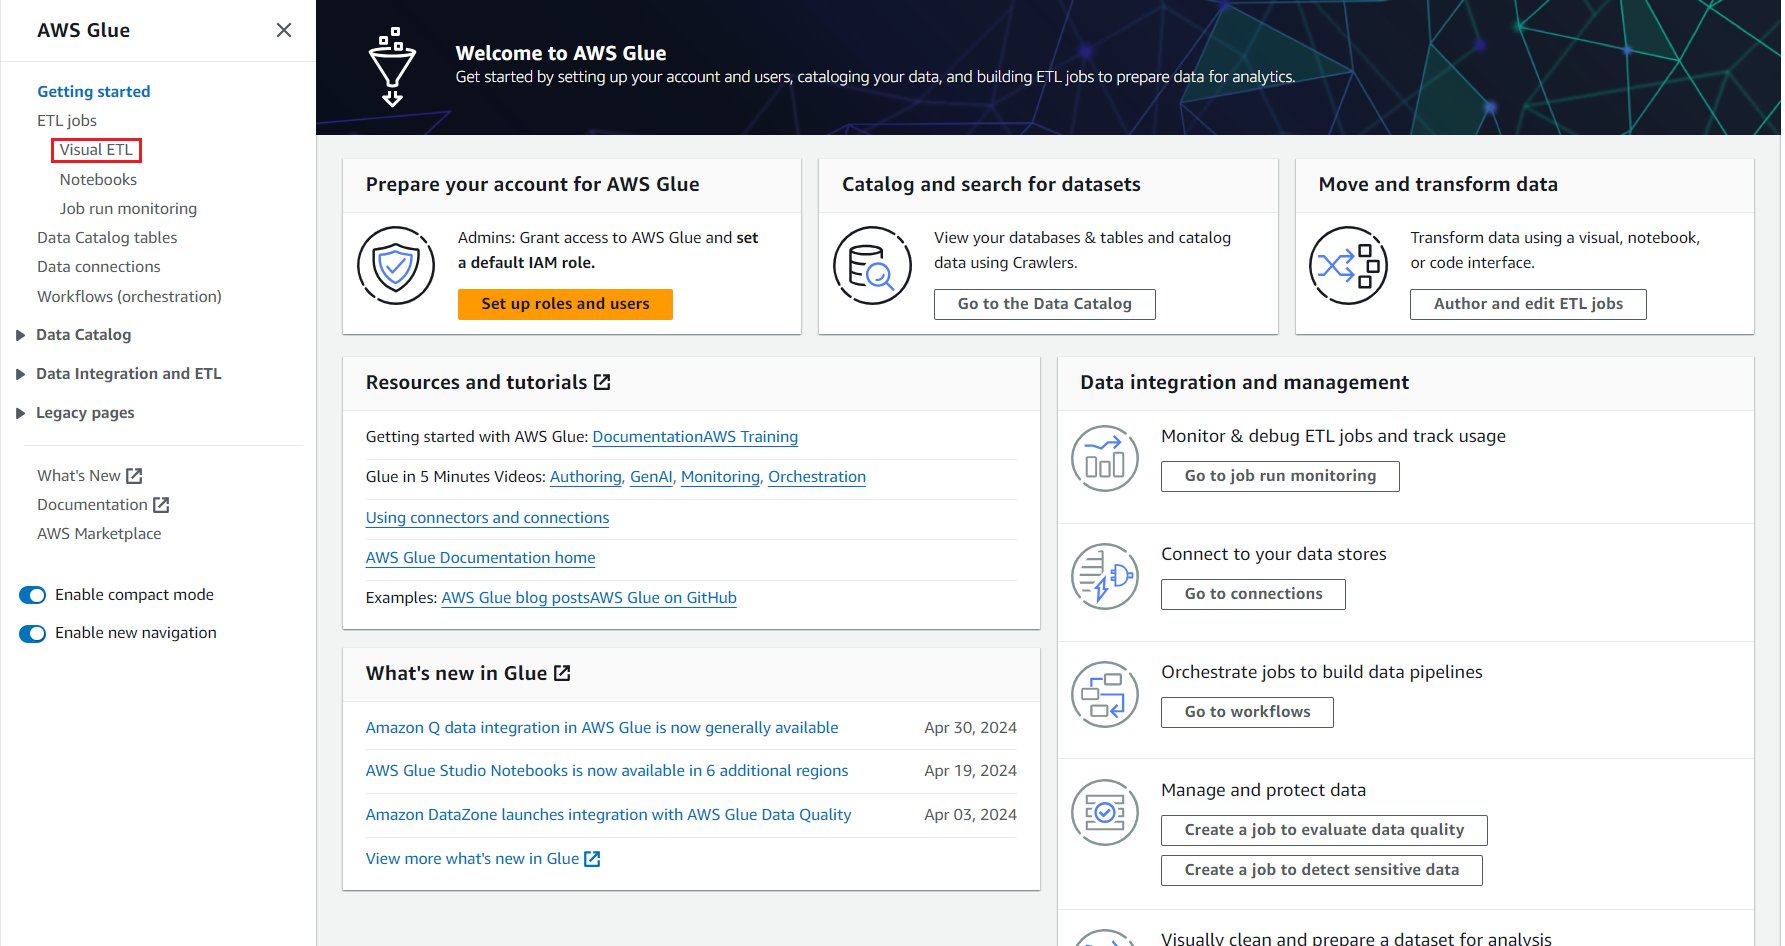 AWS Glue
Getting started
ETL jobs
Visual ETL
Notebooks
Job run monitoring
Data Catalog tables
Data connections
Workflows (orchestration)
Data Catalog
Data Integration and ETL
Legacy pages
What's New
Documentation
AWS Marketplace
Enable compact mode
Enable new navigation
Welcome to AWS Glue
Get started by setting up your account and users, cataloging your data, and building ETL jobs to prepare data for analytics.
Prepare your account for AWS Glue
Admins: Grant access to AWS Glue and set
a default IAM role.
Set up roles and users
Catalog and search for datasets
View your databases & tables and catalog
data using Crawlers.
Go to the Data Catalog
Move and transform data
Transform data using a visual, notebook,
or code interface.
Author and edit ETL jobs
Resources and tutorials
Getting started with AWS Glue: DocumentationAWS Training
Glue in 5 Minutes Videos: Authoring, GenAI, Monitoring, Orchestration
Using connectors and connections
AWS Glue Documentation home
Examples: AWS Glue blog postsAWS Glue on GitHub
What's new in Glue
Amazon Q data integration in AWS Glue is now generally available Apr 30, 2024
AWS Glue Studio Notebooks is now available in 6 additional regions Apr 19, 2024
Amazon DataZone launches integration with AWS Glue Data Quality Apr 03, 2024
View more what's new in Glue
Data integration and management
Monitor & debug ETL jobs and track usage
Go to job run monitoring
Connect to your data stores
Go to connections
Orchestrate jobs to build data pipelines
Go to workflows
Manage and protect data
Create a job to evaluate data quality
Create a job to detect sensitive data
Visually clean and prepare a dataset for analysis